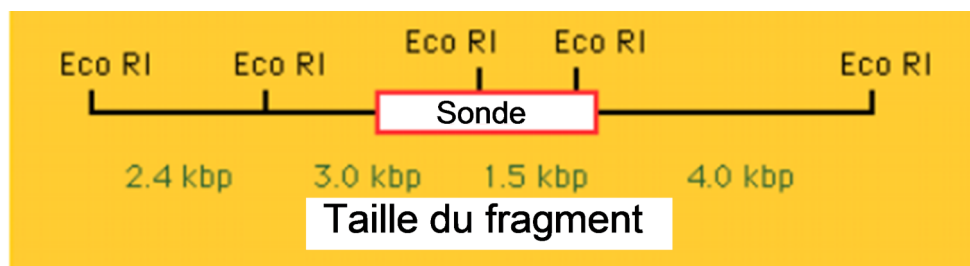 Eco RI Eco RI Eco RI Eco RI Eco RI
Sonde
2.4 kbp 3.0 kbp 1.5 kbp 4.0 kbp
Taille du fragment